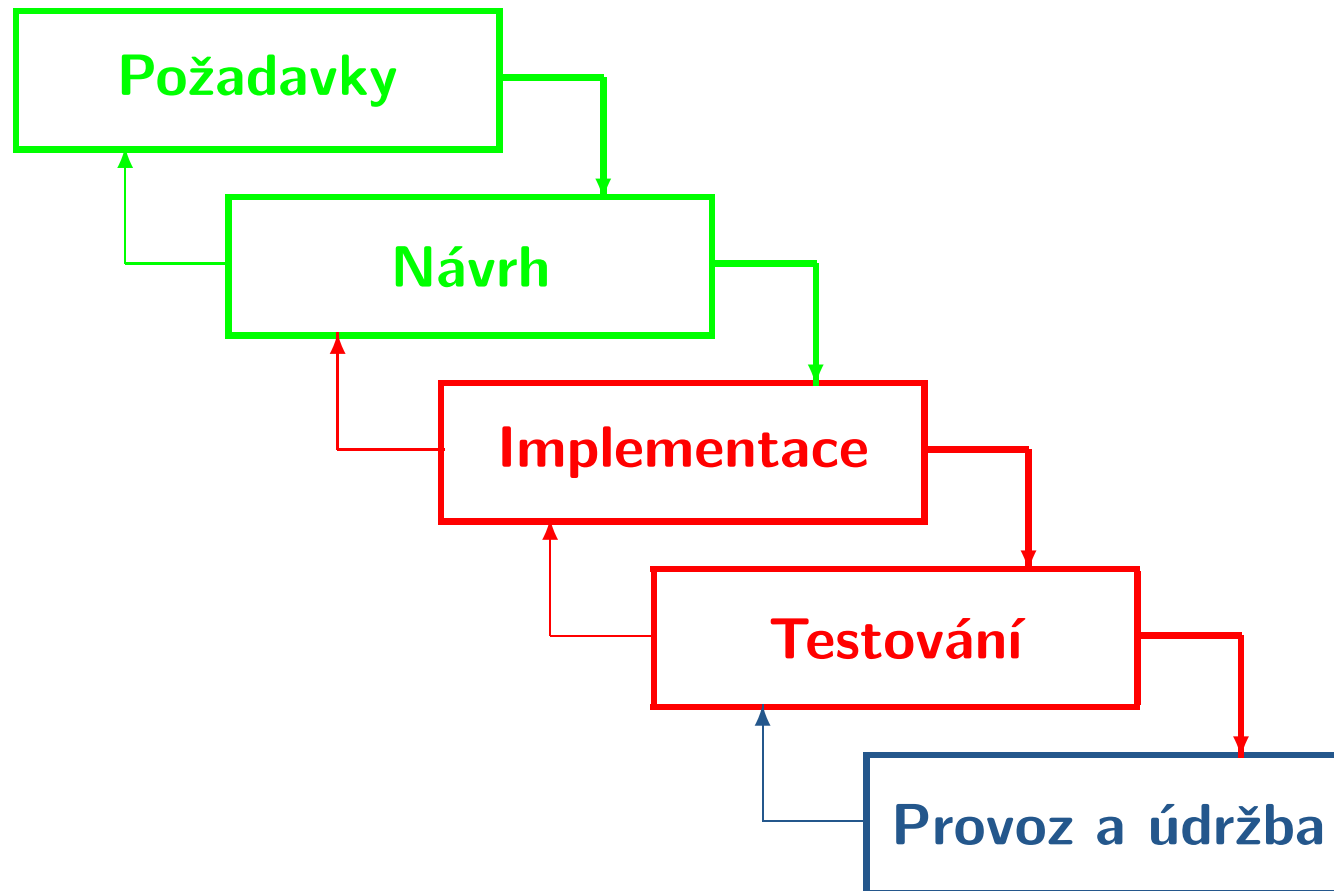 Požadavky
Návrh
Implementace
Testování
Provoz a údržba